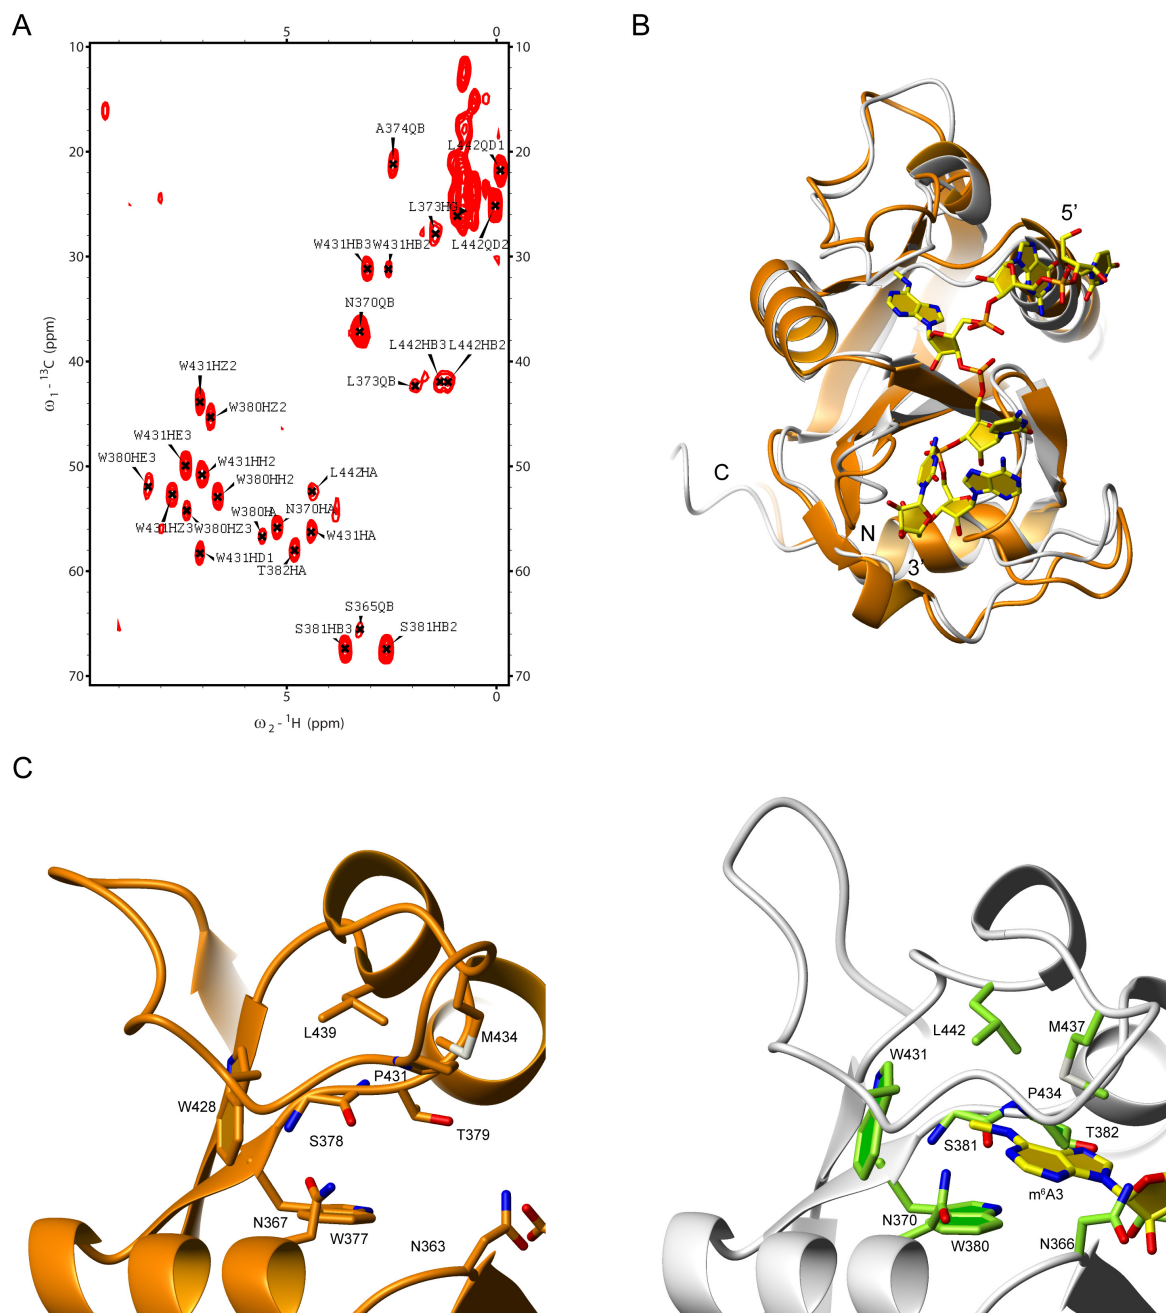 A
B
5
0
10
10
A374QB
20
20
L442QD1
L373HG
L442QD2
W431HB3 W431HB2
30
30
N370QB
L442HB3 L442HB2
40
40
L373QB
W431HZ2
W380HZ2
W431HE3
W380HE3
W431HH2
50
50
L442HA
W380HH2
W380HA
N370HA
W431HZ3 W380HZ3
W431HA
W431HD1
T382HA
60
60
S365QB
S381HB3
S381HB2
70
70
5
0
ω1 - 13C (ppm)
ω2 - 1H (ppm)
5’
C
N
3’
C
L439
M434
P431
W428
S378
T379
N367
W377
N363
L442
M437
W431
P434
S381
T382
m6A3
N370
W380
N366